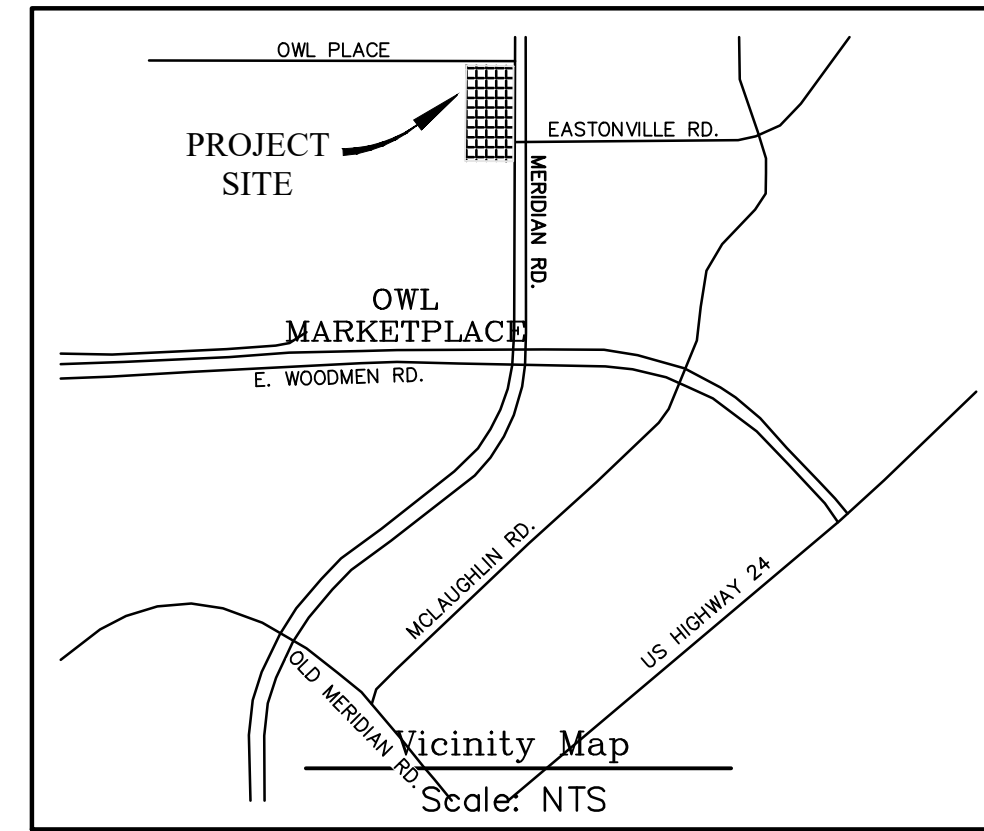 OWL PLACE
PROJECT
SITE
EASTONVILLE RD.
MERIDIAN RD.
OWL
MARKETPLACE
E. WOODMEN RD.
MCLAUGHLIN RD.
US HIGHWAY 24
OLD MERIDIAN RD.
Vicinity Map
Scale: NTS